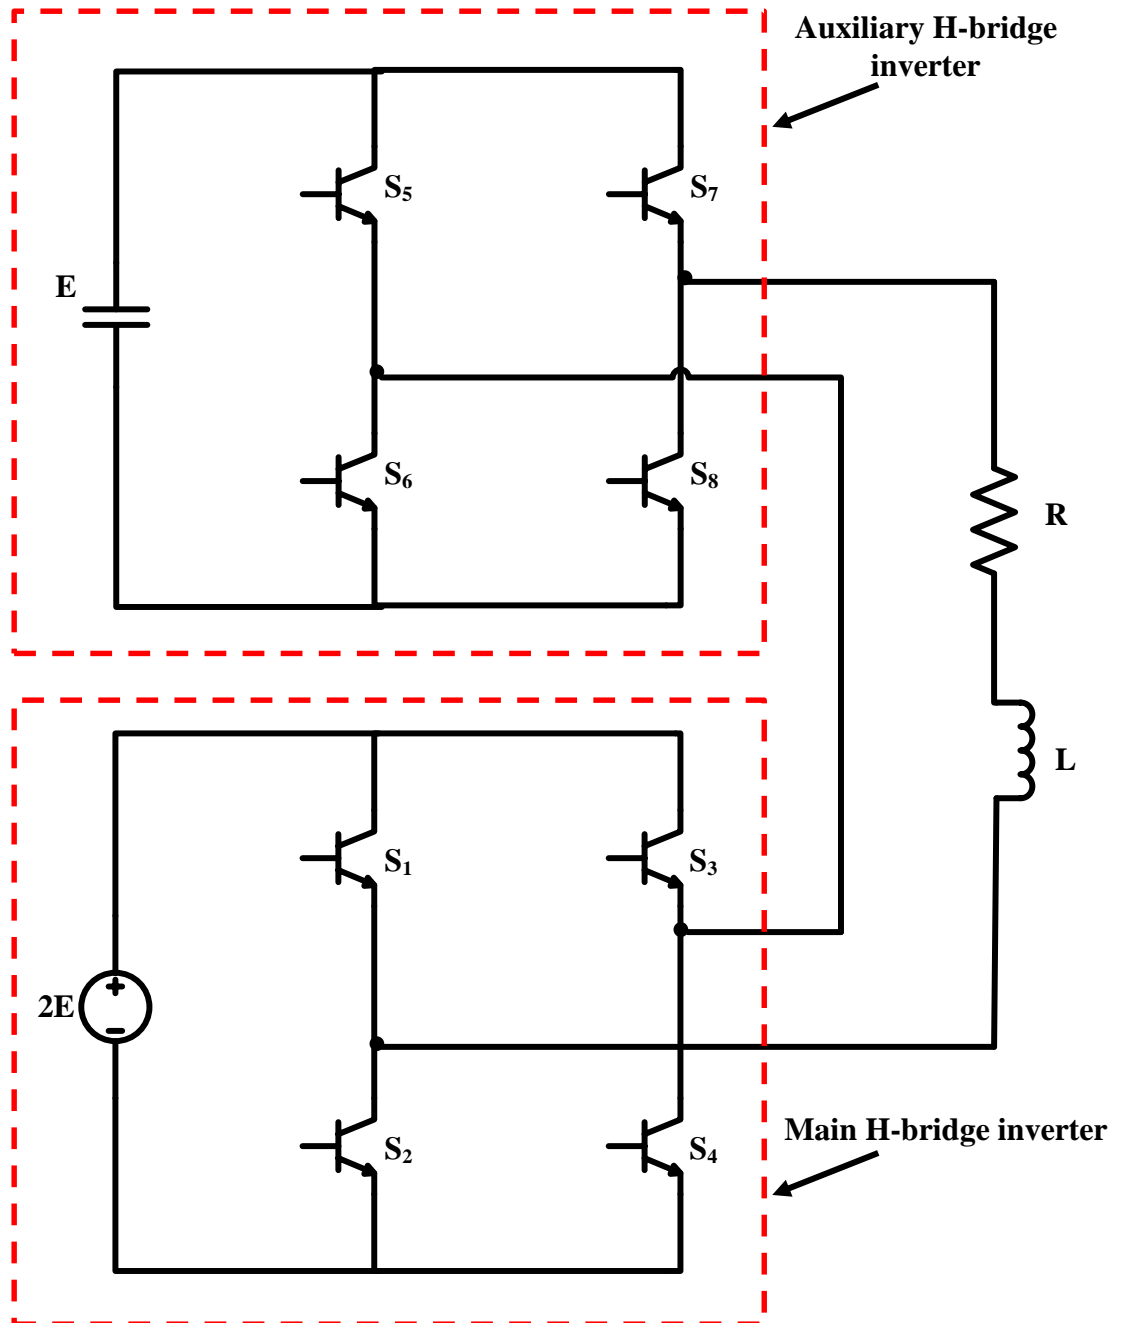 Auxiliary H-bridge
inverter
S5
S7
E
S6
S8
R
L
S1
S3
2E
+
−
S2
S4
Main H-bridge inverter